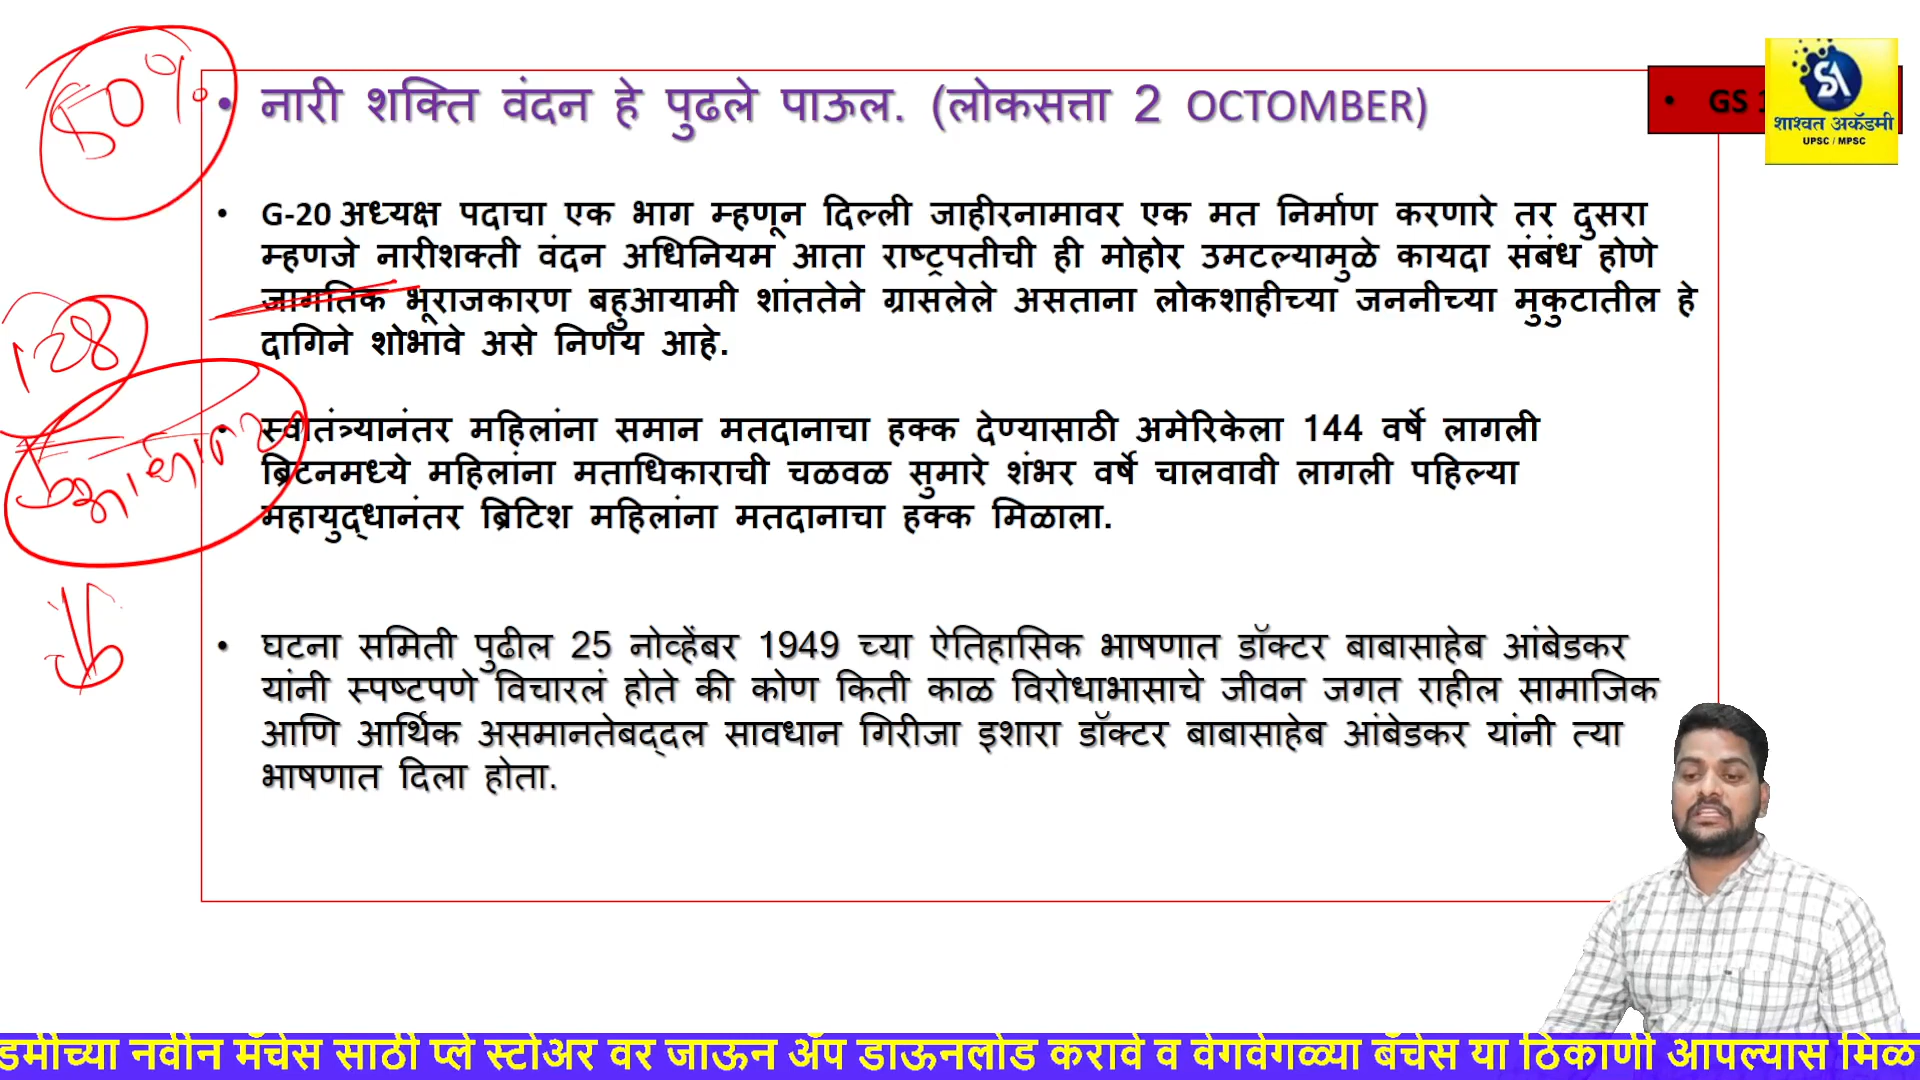 50%
• नारी शक्ति वंदन हे पुढले पाऊल. (लोकसत्ता 2 OCTOMBER)
• GS
SA
शाश्वत अकॅडमी
UPSC / MPSC
• G-20 अध्यक्ष पदाचा एक भाग म्हणून दिल्ली जाहीरनामावर एक मत निर्माण करणारे तर दुसरा
म्हणजे नारीशक्ती वंदन अधिनियम आता राष्ट्रपतीची ही मोहोर उमटल्यामुळे कायदा संबंध होणे
जागतिक भूराजकारण बहुआयामी शांततेने ग्रासलेले असताना लोकशाहीच्या जननीच्या मुकुटातील हे
दागिने शोभावे असे निर्णय आहे.
128
• स्वातंत्र्यानंतर महिलांना समान मतदानाचा हक्क देण्यासाठी अमेरिकेला 144 वर्षे लागली
ब्रिटनमध्ये महिलांना मताधिकाराची चळवळ सुमारे शंभर वर्षे चालवावी लागली पहिल्या
महायुद्धानंतर ब्रिटिश महिलांना मतदानाचा हक्क मिळाला.
• घटना समिती पुढील 25 नोव्हेंबर 1949 च्या ऐतिहासिक भाषणात डॉक्टर बाबासाहेब आंबेडकर
यांनी स्पष्टपणे विचारलं होते की कोण किती काळ विरोधाभासाचे जीवन जगत राहील सामाजिक
आणि आर्थिक असमानतेबद्दल सावधान गिरीजा इशारा डॉक्टर बाबासाहेब आंबेडकर यांनी त्या
भाषणात दिला होता.
डमीच्या नवीन मॅचेस साठी प्ले स्टोअर वर जाऊन ॲप डाऊनलोड करावे व वेगवेगळ्या बॅचेस या ठिकाणी आपल्यास मिळ